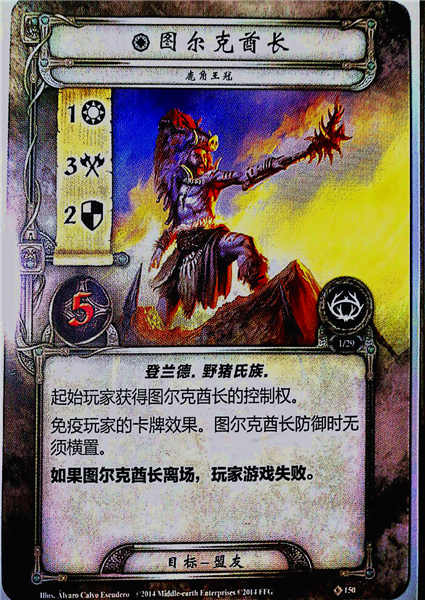 图尔克酋长
鹿角王冠
1
3
2
5
1/29
登兰德. 野猪氏族.
起始玩家获得图尔克酋长的控制权。
免疫玩家的卡牌效果。图尔克酋长防御时无
须横置。
如果图尔克酋长离场，玩家游戏失败。
目标–盟友
Illus. Álvaro Calvo Escudero ©2014 Middle-earth Enterprises ©2014 FFG
150